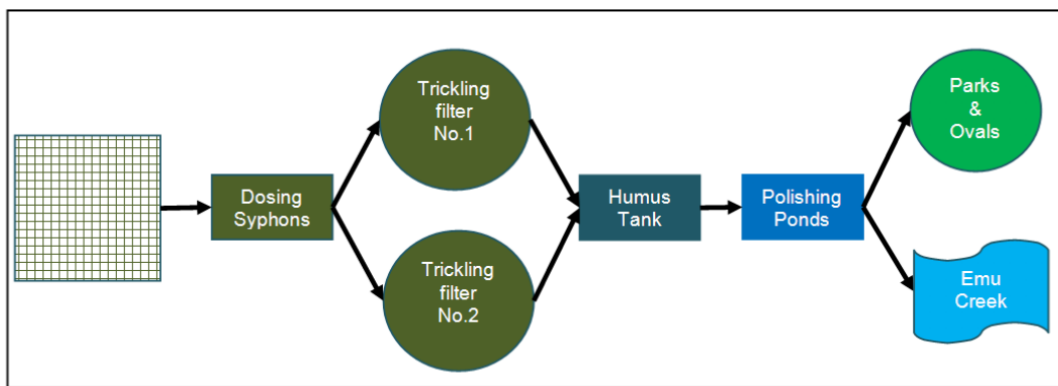 Dosing
Syphons
Trickling
filter
No.1
Trickling
filter
No.2
Humus
Tank
Polishing
Ponds
Parks
&
Ovals
Emu
Creek